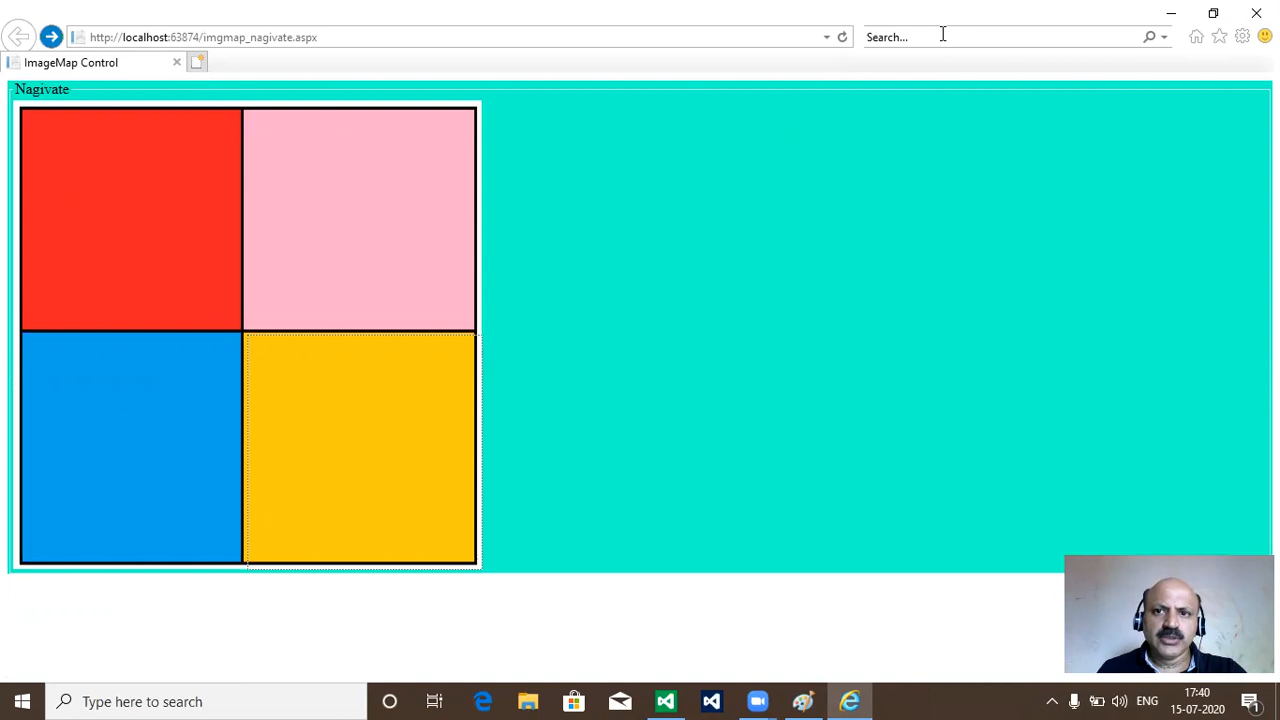 http://localhost:63874/imgmap_nagivate.aspx
Search...
ImageMap Control
Nagivate
Type here to search
ENG
17:40
15-07-2020
1